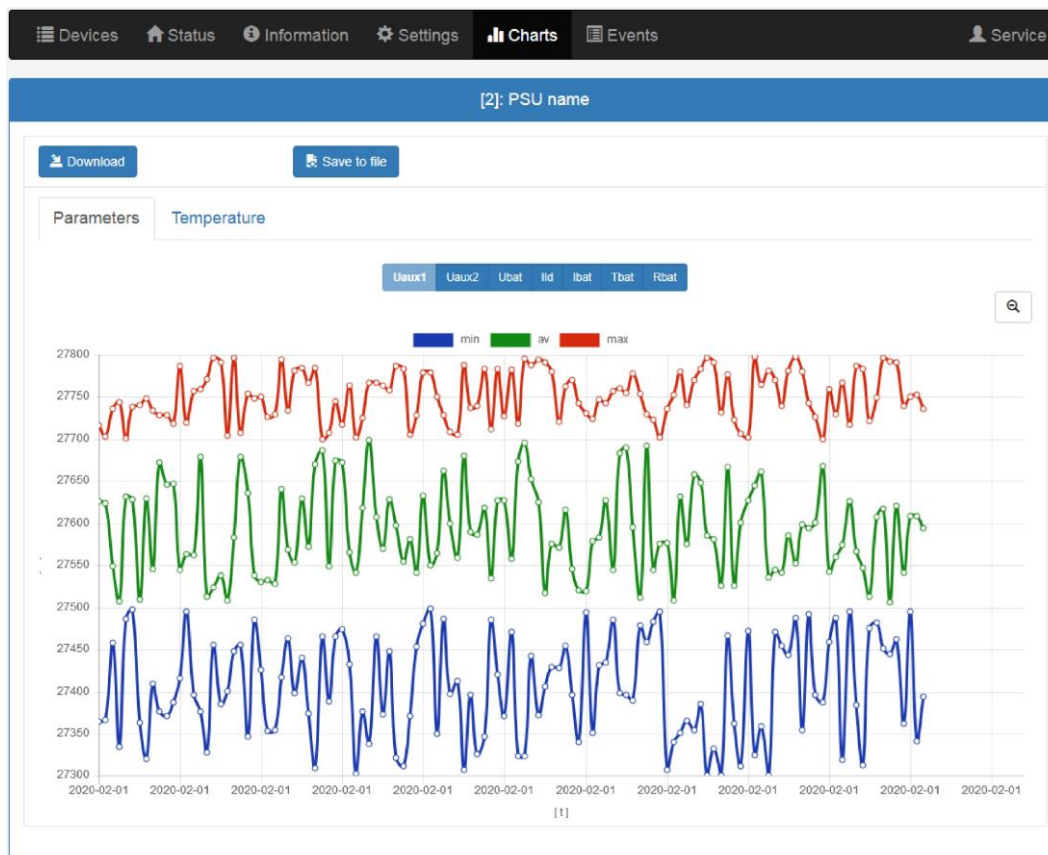 Devices Status Information Settings Charts Events Service
[2]: PSU name
Download Save to file
Parameters Temperature
Uaux1 Uaux2 Ubat Ild Ibat Tbat Rbat
min av max
27800
27750
27700
27650
27600
27550
27500
27450
27400
27350
27300
2020-02-01 2020-02-01 2020-02-01 2020-02-01 2020-02-01 2020-02-01 2020-02-01 2020-02-01 2020-02-01 2020-02-01 2020-02-01 2020-02-01
[ t ]